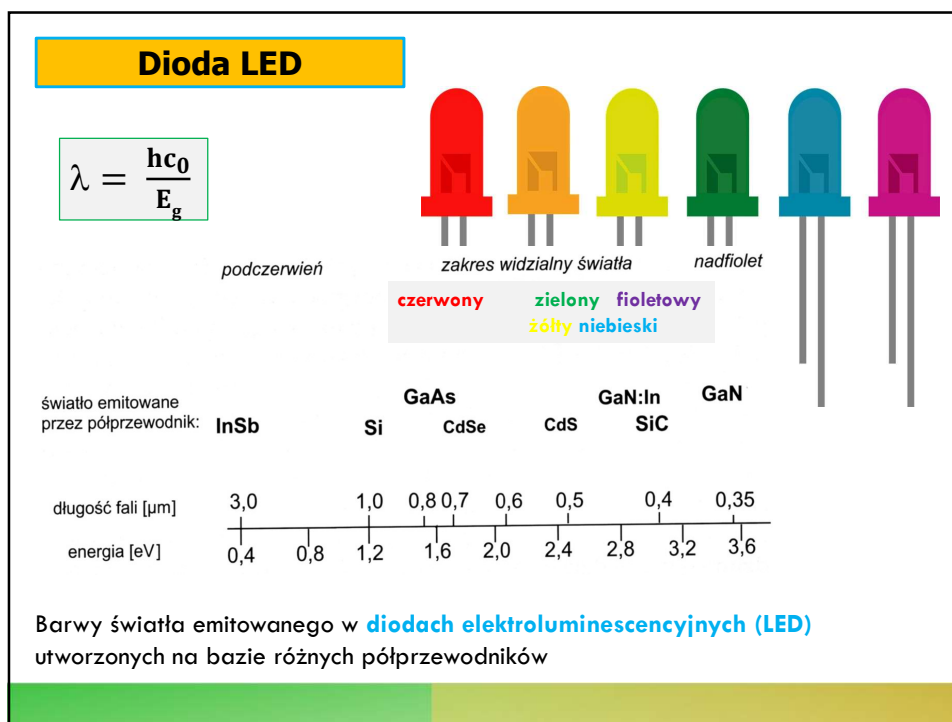 Dioda LED
λ = hc₀ / E_g
podczerwień zakres widzialny światła nadfiolet
czerwony zielony fioletowy
żółty niebieski
światło emitowane
przez półprzewodnik:
GaAs GaN:In GaN
InSb Si CdSe CdS SiC
długość fali [µm] 3,0 1,0 0,8 0,7 0,6 0,5 0,4 0,35
energia [eV] 0,4 0,8 1,2 1,6 2,0 2,4 2,8 3,2 3,6
Barwy światła emitowanego w diodach elektroluminescencyjnych (LED)
utworzonych na bazie różnych półprzewodników